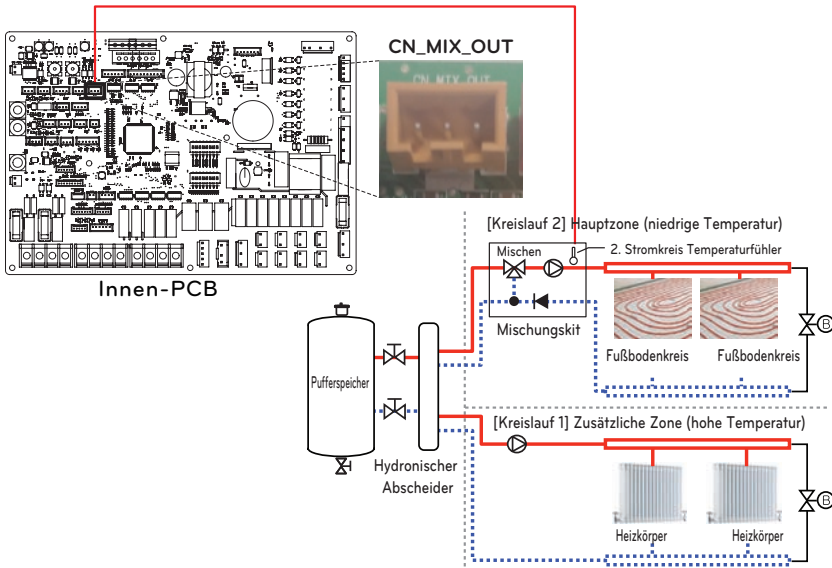 CN_MIX_OUT
CN_MIX_OUT
Innen-PCB
[Kreislauf 2] Hauptzone (niedrige Temperatur)
Mischen
2. Stromkreis Temperaturfühler
Mischungskit
Fußbodenkreis
Fußbodenkreis
B
Pufferspeicher
Hydronischer
Abscheider
[Kreislauf 1] Zusätzliche Zone (hohe Temperatur)
Heizkörper
Heizkörper
B